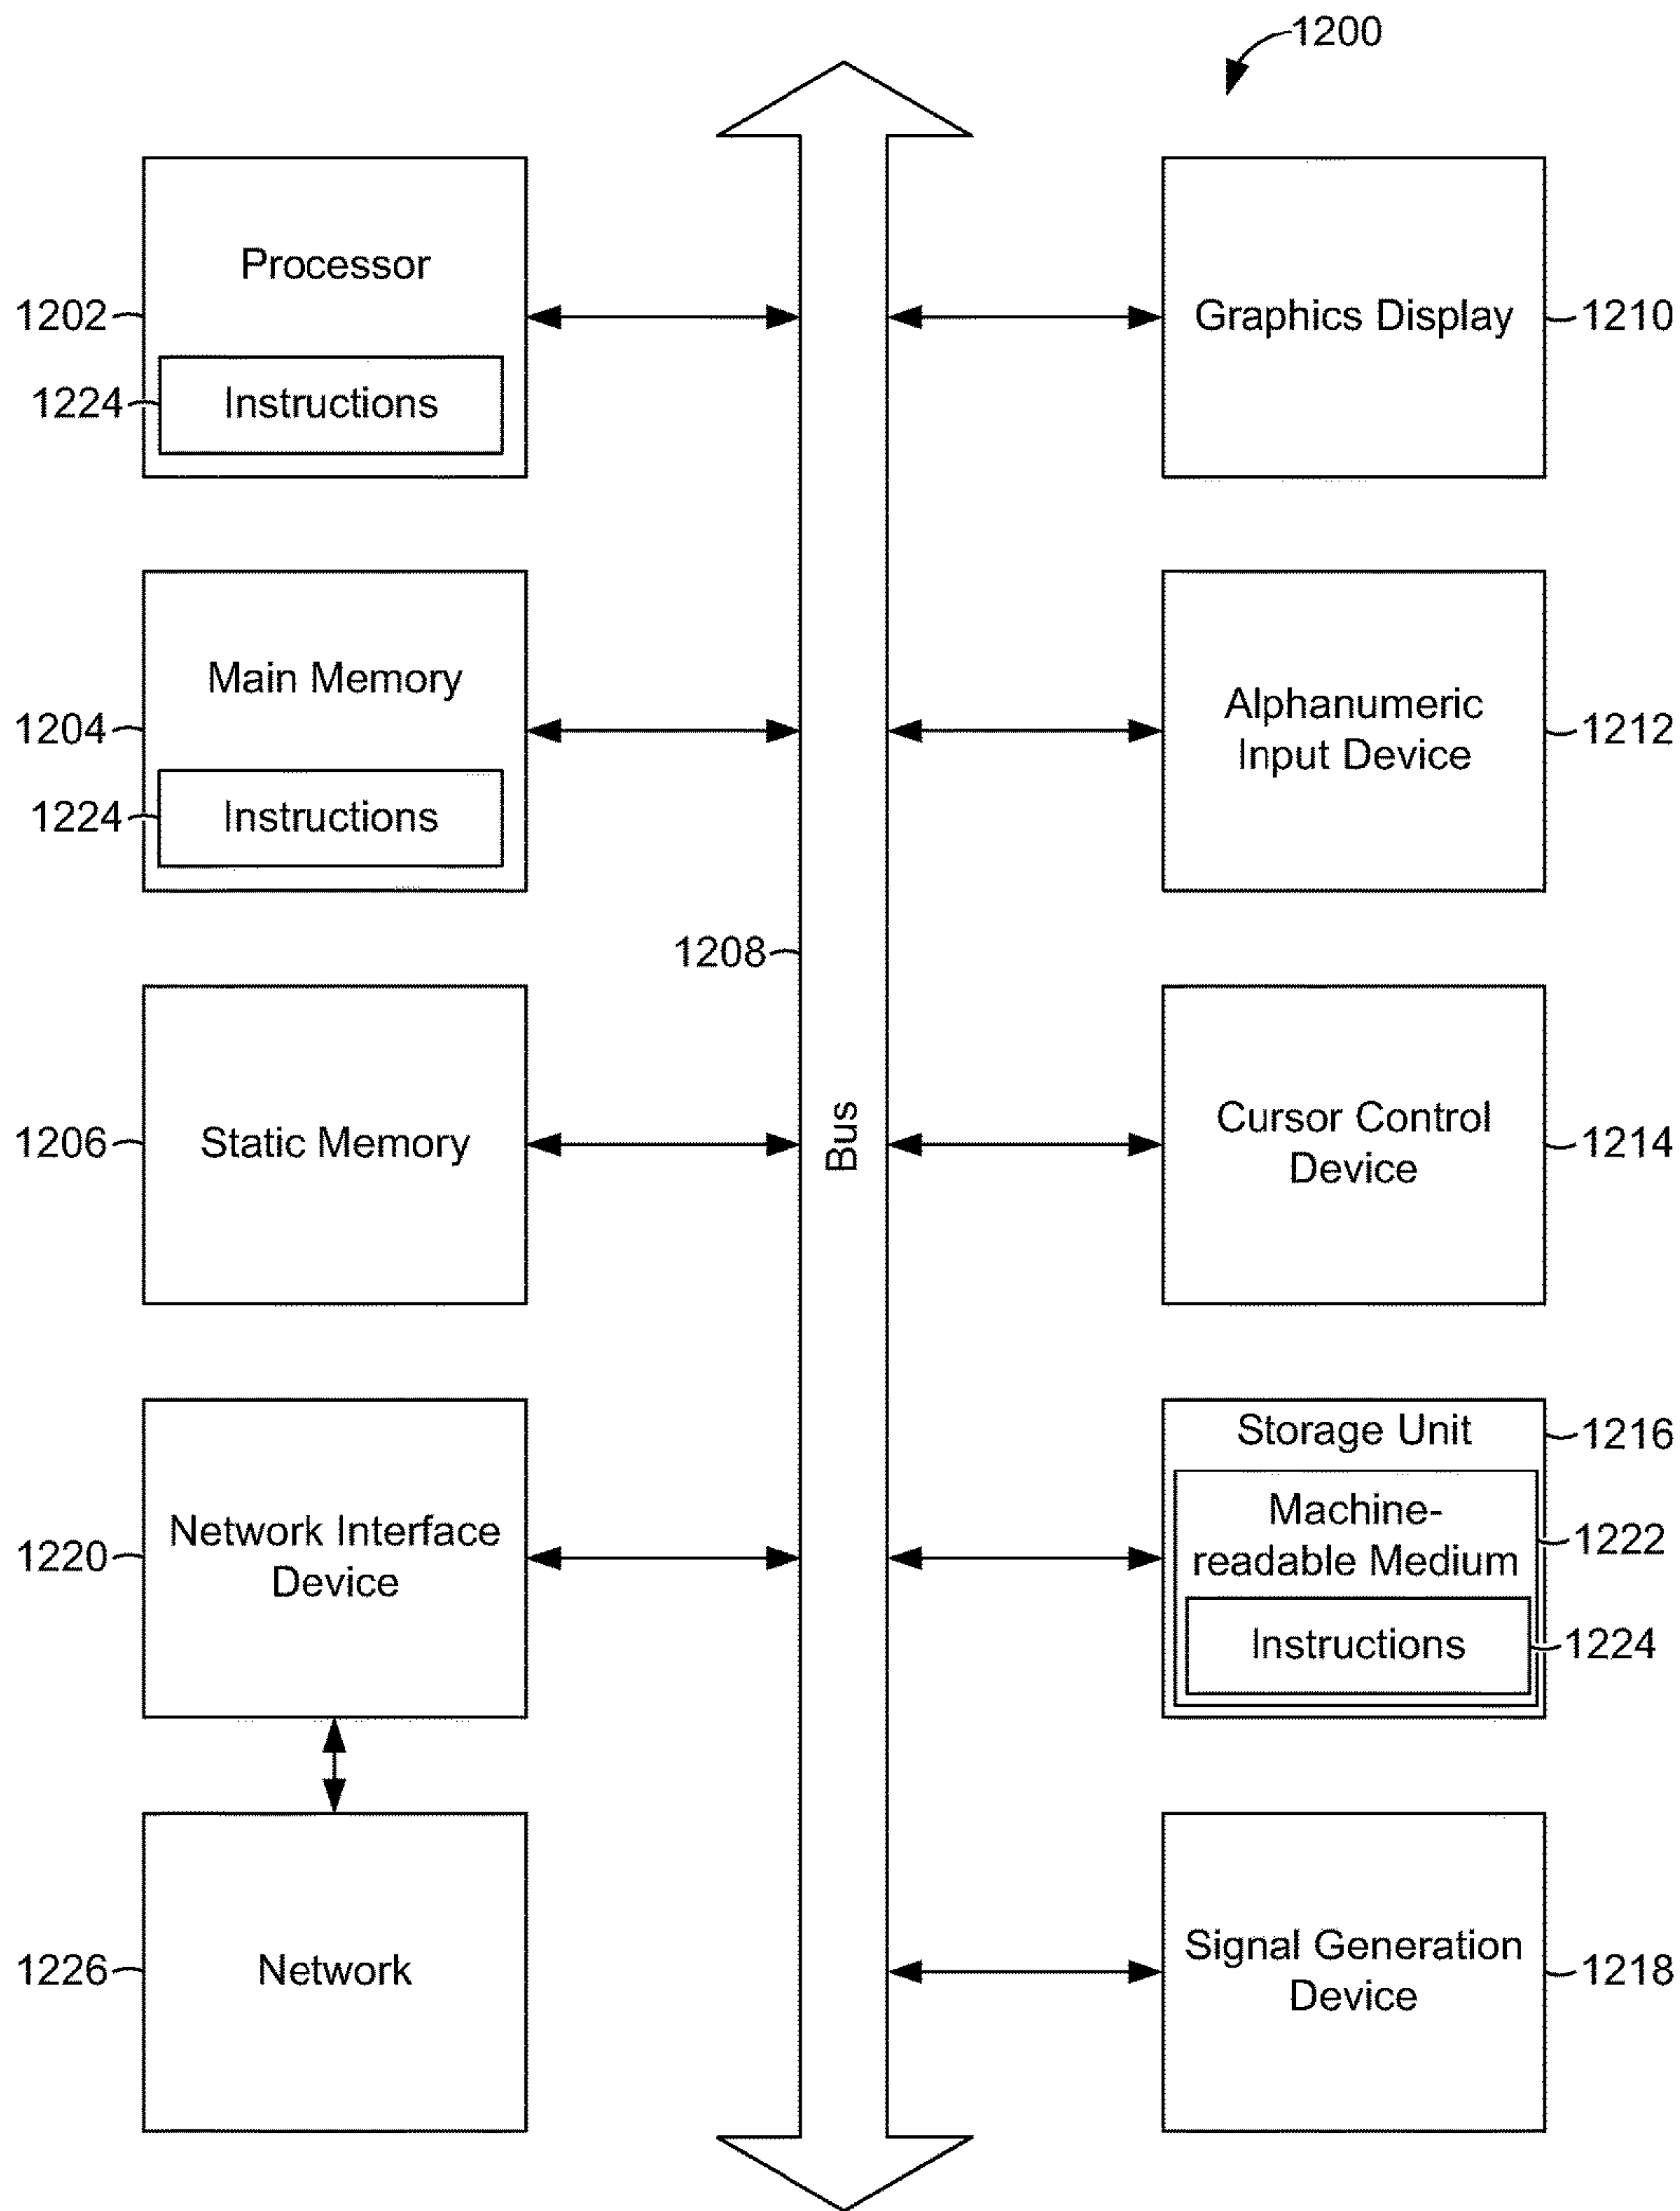 1200
Processor
1202
1224
Instructions
Graphics Display
1210
Main Memory
1204
1224
Instructions
Alphanumeric
Input Device
1212
1208
Bus
Static Memory
1206
Cursor Control
Device
1214
Network Interface
Device
1220
Storage Unit
1216
Machine-
readable Medium
1222
Instructions
1224
Network
1226
Signal Generation
Device
1218